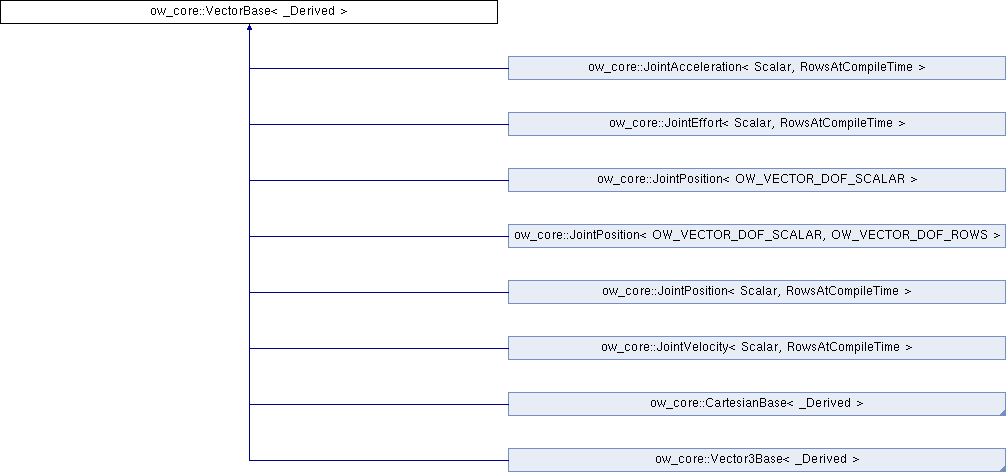 ow_core::VectorBase< _Derived >
ow_core::JointAcceleration< Scalar, RowsAtCompileTime >
ow_core::JointEffort< Scalar, RowsAtCompileTime >
ow_core::JointPosition< OW_VECTOR_DOF_SCALAR >
ow_core::JointPosition< OW_VECTOR_DOF_SCALAR, OW_VECTOR_DOF_ROWS >
ow_core::JointPosition< Scalar, RowsAtCompileTime >
ow_core::JointVelocity< Scalar, RowsAtCompileTime >
ow_core::CartesianBase< _Derived >
ow_core::Vector3Base< _Derived >